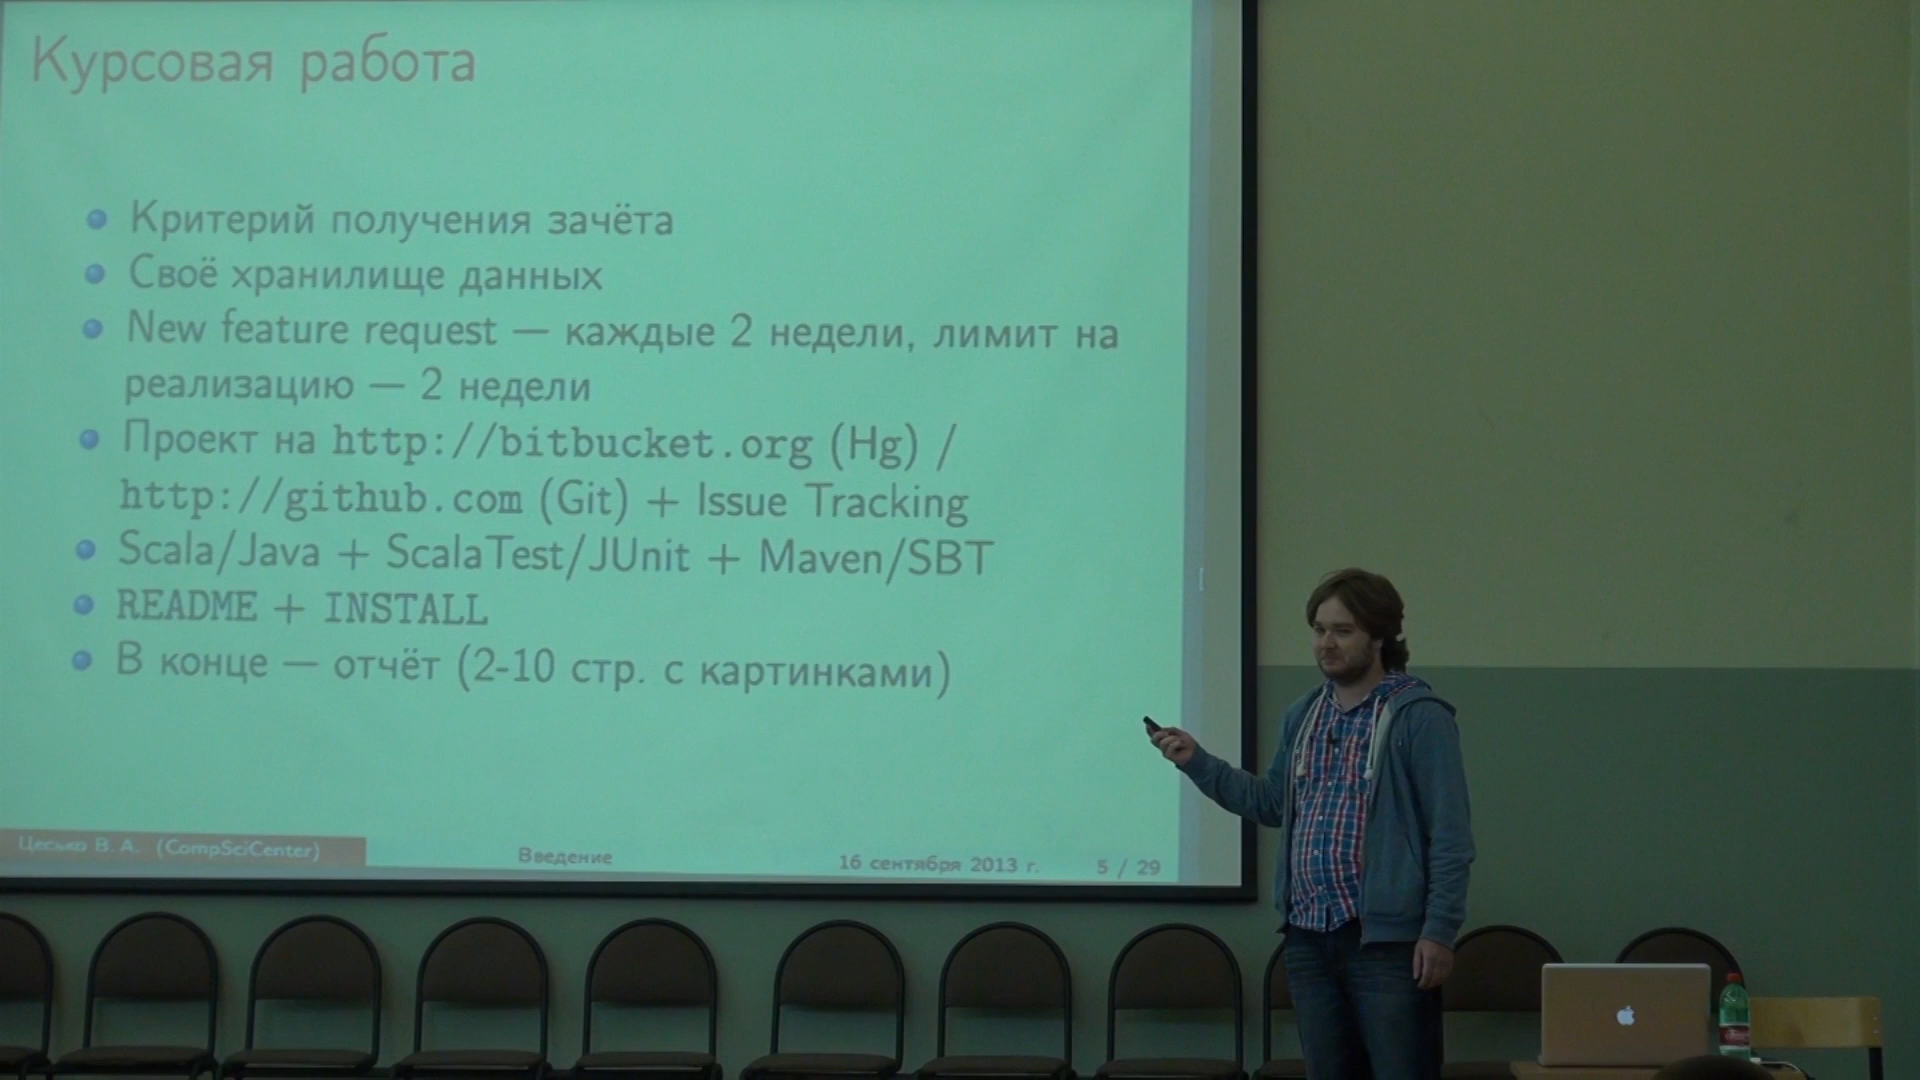 Курсовая работа
Критерий получения зачёта
Своё хранилище данных
New feature request — каждые 2 недели, лимит на
реализацию — 2 недели
Проект на http://bitbucket.org (Hg) /
http://github.com (Git) + Issue Tracking
Scala/Java + ScalaTest/JUnit + Maven/SBT
README + INSTALL
В конце — отчёт (2-10 стр. с картинками)
Цесько В. А. (CompSciCenter)
Введение
16 сентября 2013 г.
5 / 29